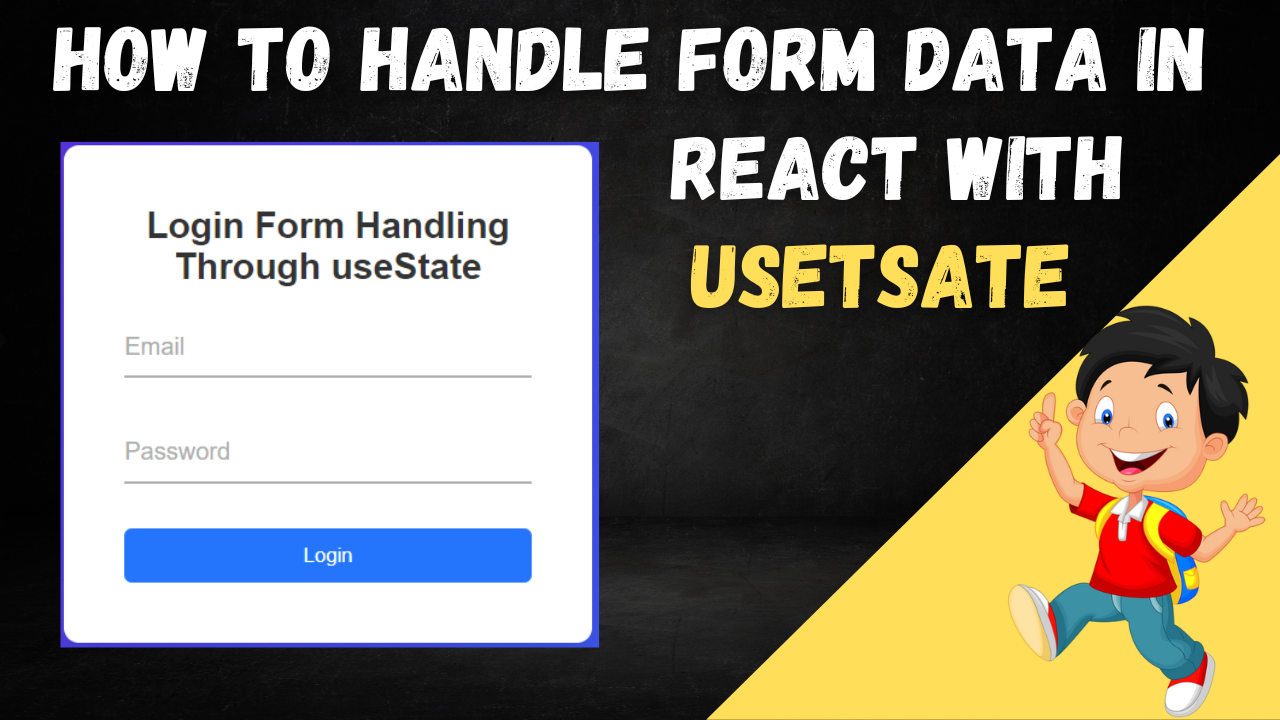 HOW TO HANDLE FORM DATA IN
REACT WITH
USETSATE
Login Form Handling
Through useState
Email
Password
Login